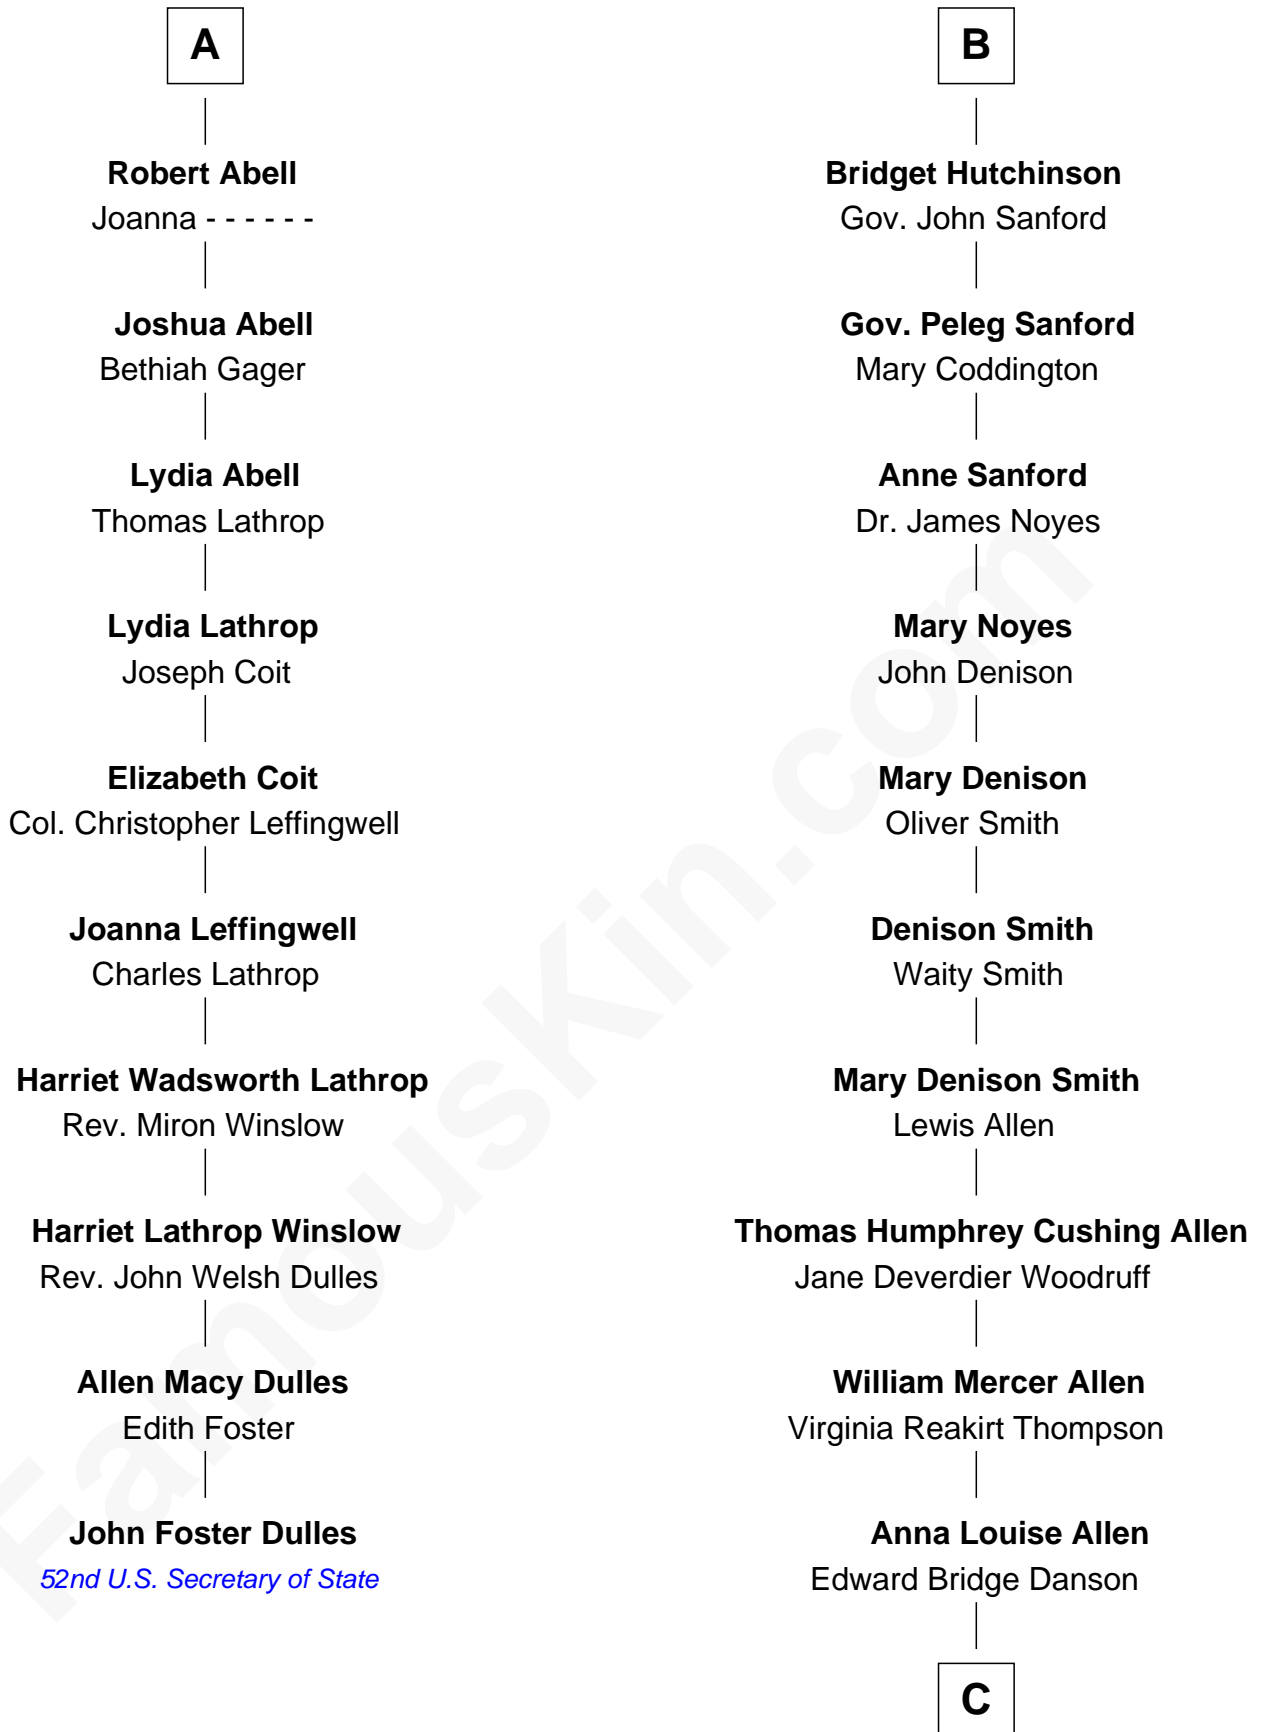 A
Robert Abell
Joanna - - - - - -
Joshua Abell
Bethiah Gager
Lydia Abell
Thomas Lathrop
Lydia Lathrop
Joseph Coit
Elizabeth Coit
Col. Christopher Leffingwell
Joanna Leffingwell
Charles Lathrop
Harriet Wadsworth Lathrop
Rev. Miron Winslow
Harriet Lathrop Winslow
Rev. John Welsh Dulles
Allen Macy Dulles
Edith Foster
John Foster Dulles
52nd U.S. Secretary of State
B
Bridget Hutchinson
Gov. John Sanford
Gov. Peleg Sanford
Mary Coddington
Anne Sanford
Dr. James Noyes
Mary Noyes
John Denison
Mary Denison
Oliver Smith
Denison Smith
Waity Smith
Mary Denison Smith
Lewis Allen
Thomas Humphrey Cushing Allen
Jane Deverdier Woodruff
William Mercer Allen
Virginia Reakirt Thompson
Anna Louise Allen
Edward Bridge Danson
C
FamousKin.com